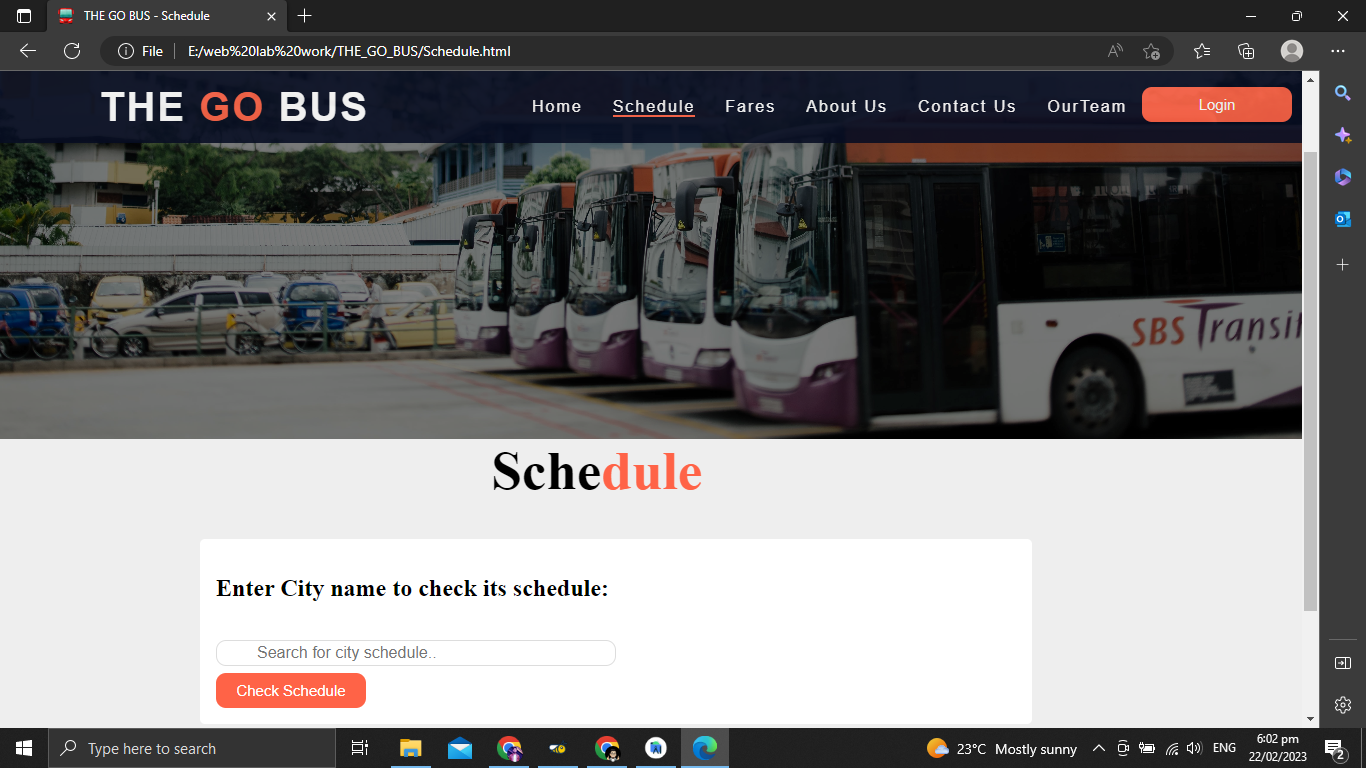 THE GO BUS - Schedule
File
E:/web%20lab%20work/THE_GO_BUS/Schedule.html
THE GO BUS
Home
Schedule
Fares
About Us
Contact Us
OurTeam
Login
SBS Transit
Schedule
Enter City name to check its schedule:
Search for city schedule..
Check Schedule
Type here to search
23°C Mostly sunny
ENG
6:02 pm
22/02/2023
2